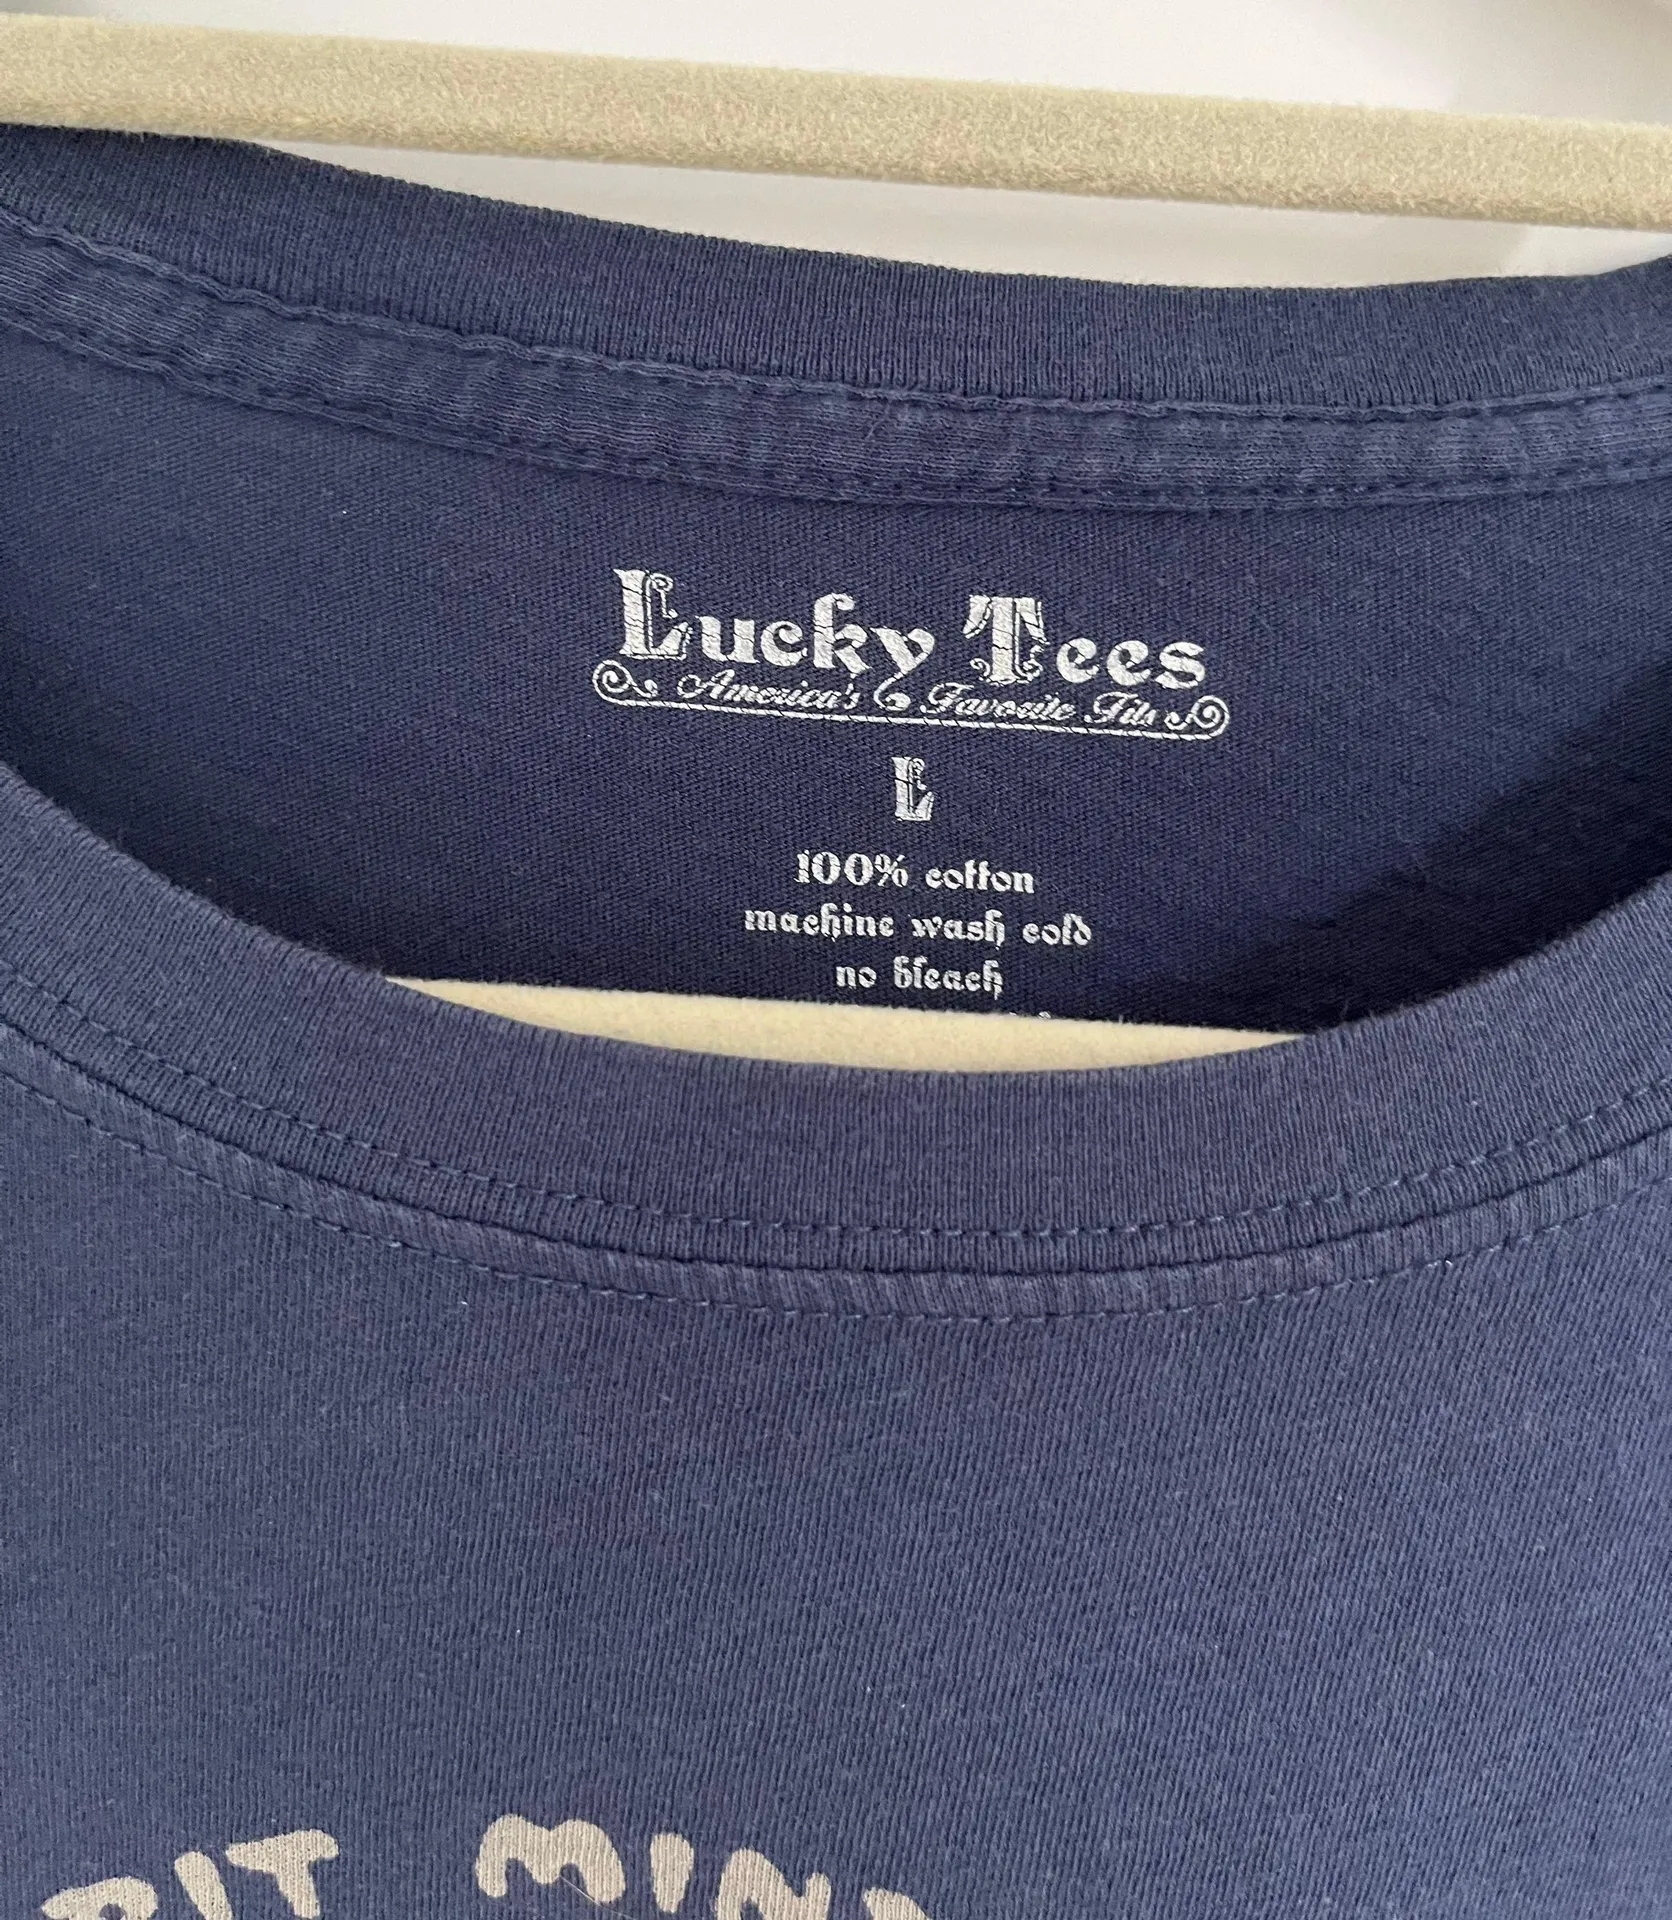 Lucky Tees
America's Favorite Fits
L
100% cotton
machine wash cold
no bleach